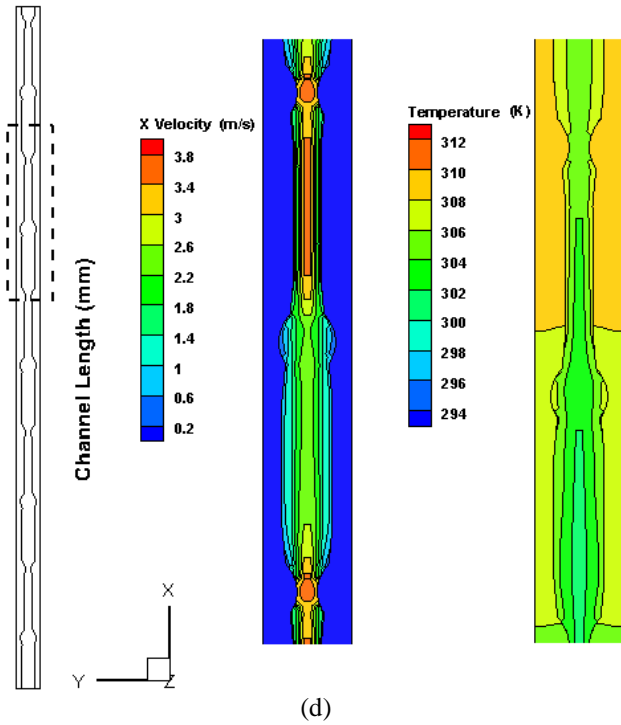 X Velocity (m/s)
3.8
3.4
3
2.6
2.2
1.8
1.4
1
0.6
0.2
Temperature (K)
312
310
308
306
304
302
300
298
296
294
Channel Length (mm)
X
Y
Z
(d)